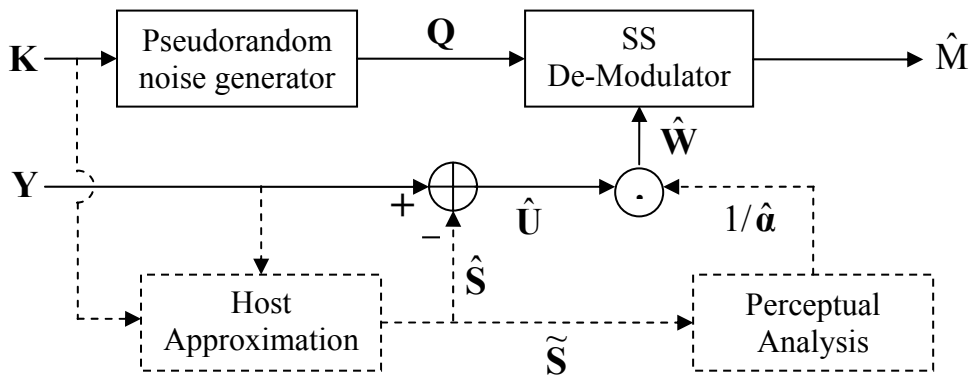 K
Pseudorandom
noise generator
Q
SS
De-Modulator
M̂
Ŵ
Y
+
−
Û
.
1/α̂
Ŝ
Host
Approximation
S̃
Perceptual
Analysis